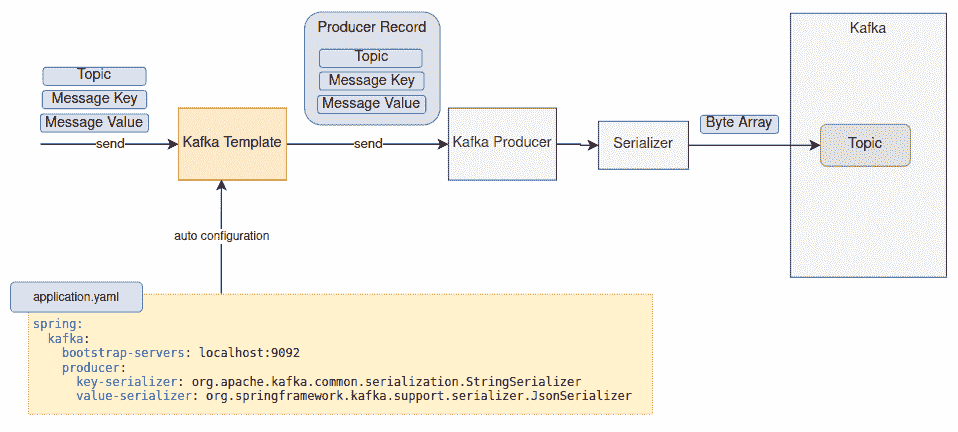 Producer Record
Topic
Message Key
Message Value
Kafka
Topic
Message Key
Message Value
send
Kafka Template
send
Kafka Producer
Serializer
Byte Array
Topic
auto configuration
application.yaml
spring:
kafka:
bootstrap-servers: localhost:9092
producer:
key-serializer: org.apache.kafka.common.serialization.StringSerializer
value-serializer: org.springframework.kafka.support.serializer.JsonSerializer